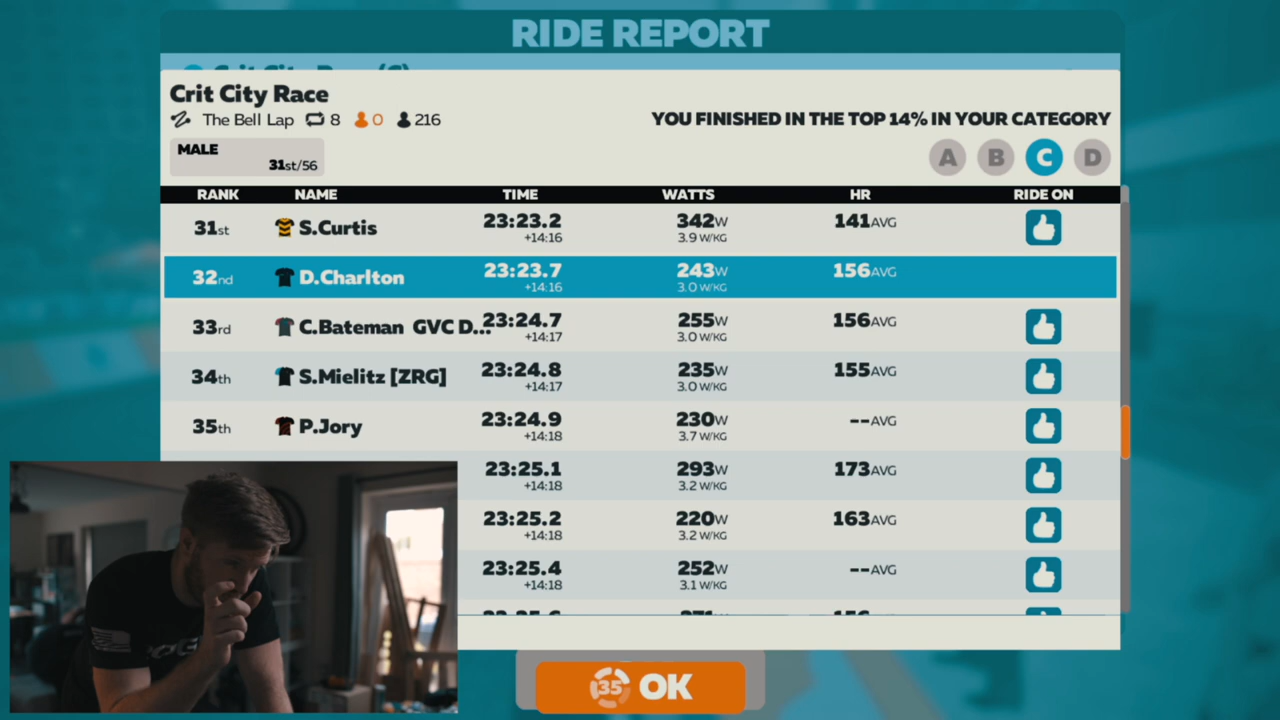 RIDE REPORT
Crit City Race
The Bell Lap 8 0 216
YOU FINISHED IN THE TOP 14% IN YOUR CATEGORY
MALE
31st/56
A B C D
RANK NAME TIME WATTS HR RIDE ON
31st S.Curtis 23:23.2 342W 141AVG
+14:16 3.9 W/KG
32nd D.Charlton 23:23.7 243W 156AVG
+14:16 3.0 W/KG
33rd C.Bateman GVC D... 23:24.7 255W 156AVG
+14:17 3.0 W/KG
34th S.Mielitz [ZRG] 23:24.8 235W 155AVG
+14:17 3.0 W/KG
35th P.Jory 23:24.9 230W --AVG
+14:18 3.7 W/KG
23:25.1 293W 173AVG
+14:18 3.2 W/KG
23:25.2 220W 163AVG
+14:18 3.2 W/KG
23:25.4 252W --AVG
+14:18 3.1 W/KG
35 OK